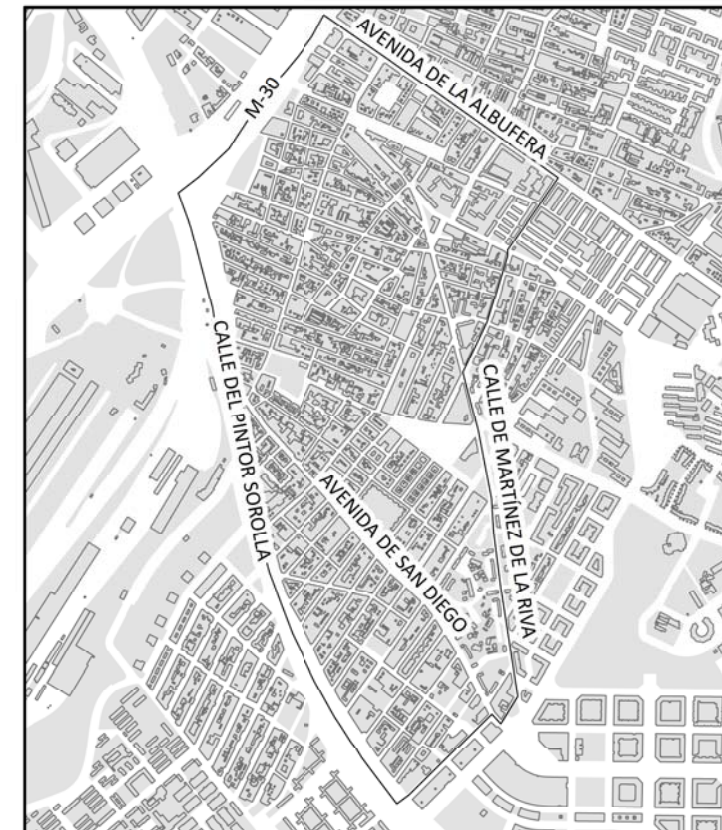 AVENIDA DE LA ALBUFERA
M-30
CALLE DEL PINTOR SOROLLA
CALLE DE MARTÍNEZ DE LA RIVA
AVENIDA DE SAN DIEGO